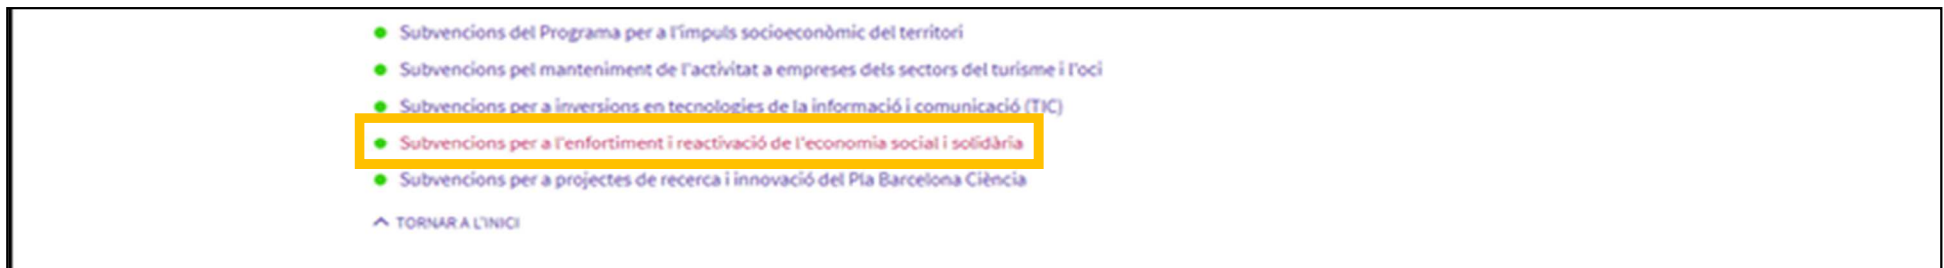 Subvencions del Programa per a l'impuls socioeconòmic del territori
Subvencions pel manteniment de l'activitat a empreses dels sectors del turisme i l'oci
Subvencions per a inversions en tecnologies de la informació i comunicació (TIC)
Subvencions per a l'enfortiment i reactivació de l'economia social i solidària
Subvencions per a projectes de recerca i innovació del Pla Barcelona Ciència
TORNAR A L'INICI